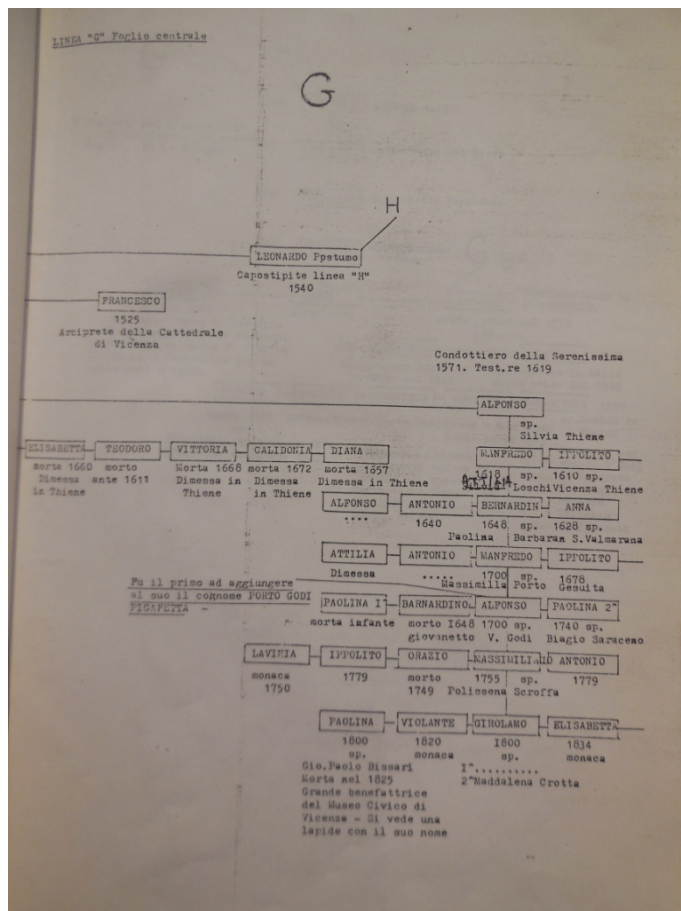 LINEA "G" Foglio centrale
G
H
LEONARDO Ppstumo
Capostipite linea "H"
1540
FRANCESCO
1525
Arciprete della Cattedrale
di Vicenza
Condottiero della Serenissima
1571. Test.re 1619
ALFONSO
sp.
Silvia Thiene
ELISABETTA TEODORO VITTORIA CALIDONIA DIANA MANFREDO IPPOLITO
morta 1660 morto Morta 1668 morta 1672 morta 1657 1618 sp. 1610 sp.
Dimessa ante 1611 Dimessa in Dimessa Dimessa in Thiene Loschi Vicenza Thiene
in Thiene Thiene in Thiene
ALFONSO ANTONIO BERNARDIN ANNA
.... 1640 1648 sp. 1628 sp.
Paolina Barbaran S.Valmarana
ATTILIA ANTONIO MANFREDO IPPOLITO
Dimessa ..... 1700 sp. 1678
Massimilla Porto Gesuita
Fu il primo ad aggiungere
al suo il cognome PORTO GODI
PIGAFETTA -
PAOLINA I^ BARNARDINO ALFONSO PAOLINA 2^
morta infante morto I648 1700 sp. 1740 sp.
giovanetto V. Godi Biagio Saraceno
LAVINIA IPPOLITO ORAZIO MASSIMILIANO ANTONIO
monaca 1779 morto 1755 sp. 1779
1750 1749 Polissena Scroffa
PAOLINA VIOLANTE GIROLAMO ELISABETTA
1800 1820 I800 1834
sp. monaca sp. monaca
Gio.Paolo Bissari I^..........
Morta nel 1825 2^Maddalena Crotta
Grande benefattrice
del Museo Civico di
Vicenza - Si vede una
lapide con il suo nome